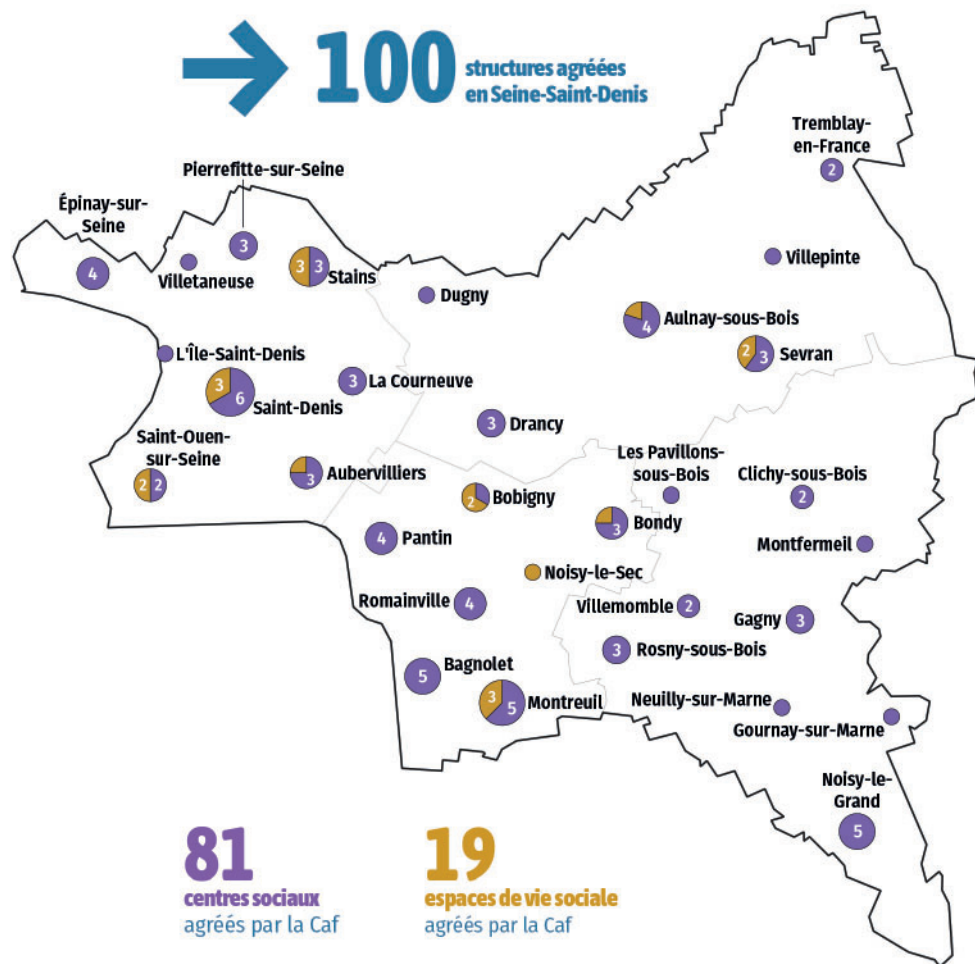 100
structures agréées
en Seine-Saint-Denis
Tremblay-
en-France
2
Pierrefitte-sur-Seine
3
Épinay-sur-
Seine
4
Villetaneuse
3 3
Stains
Villepinte
Dugny
4
Aulnay-sous-Bois
2 3
Sevran
L'Île-Saint-Denis
3 6
Saint-Denis
3
La Courneuve
3
Drancy
Saint-Ouen-
sur-Seine
2 2
3
Aubervilliers
2
Bobigny
Les Pavillons-
sous-Bois
Clichy-sous-Bois
2
3
Bondy
4
Pantin
Montfermeil
Noisy-le-Sec
Romainville
4
Villemomble
2
Gagny
3
3
Rosny-sous-Bois
Bagnolet
5
3 5
Montreuil
Neuilly-sur-Marne
Gournay-sur-Marne
Noisy-le-
Grand
5
81
centres sociaux
agréés par la Caf
19
espaces de vie sociale
agréés par la Caf